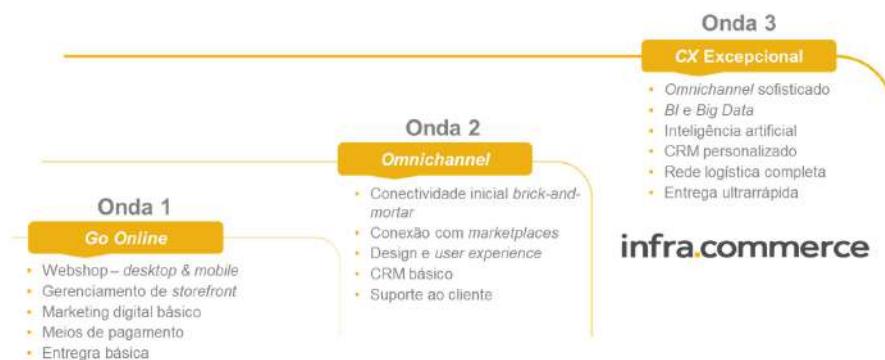 Onda 1
Go Online
Webshop – desktop & mobile
Gerenciamento de storefront
Marketing digital básico
Meios de pagamento
Entregra básica
Onda 2
Omnichannel
Conectividade inicial brick-and-
mortar
Conexão com marketplaces
Design e user experience
CRM básico
Suporte ao cliente
Onda 3
CX Excepcional
Omnichannel sofisticado
BI e Big Data
Inteligência artificial
CRM personalizado
Rede logística completa
Entrega ultrarrápida
infra.commerce